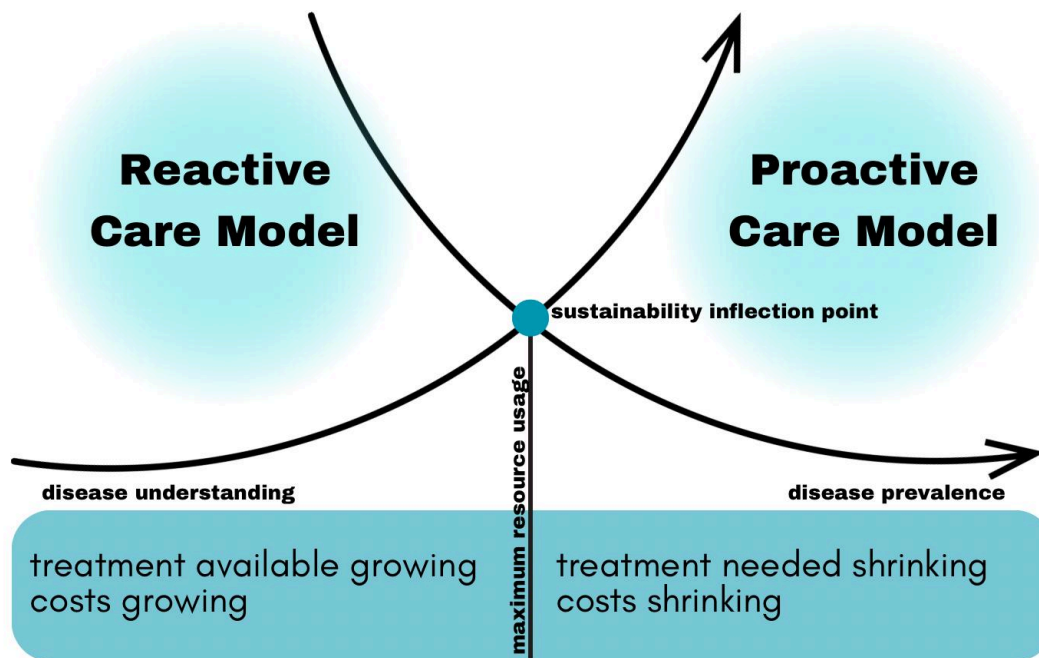 Reactive
Care Model
Proactive
Care Model
sustainability inflection point
maximum resource usage
disease understanding
disease prevalence
treatment available growing
costs growing
treatment needed shrinking
costs shrinking